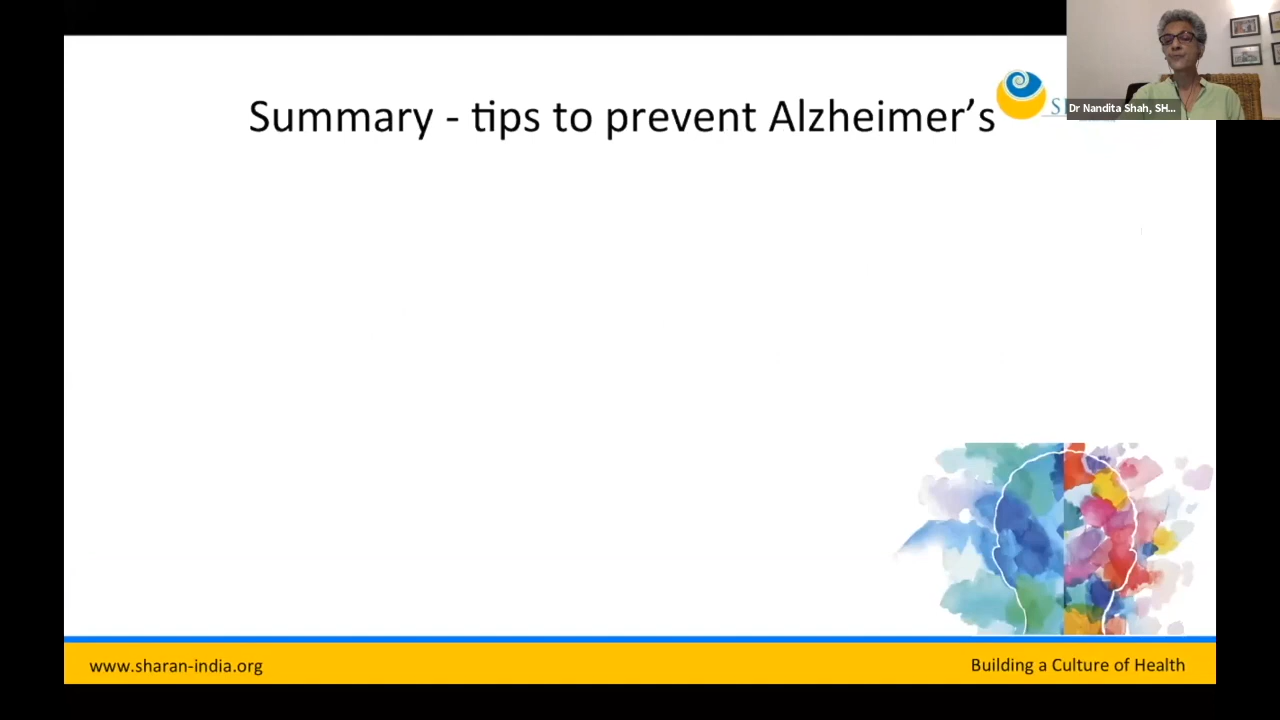 Summary - tips to prevent Alzheimer's
Dr Nandita Shah, SH...
www.sharan-india.org
Building a Culture of Health